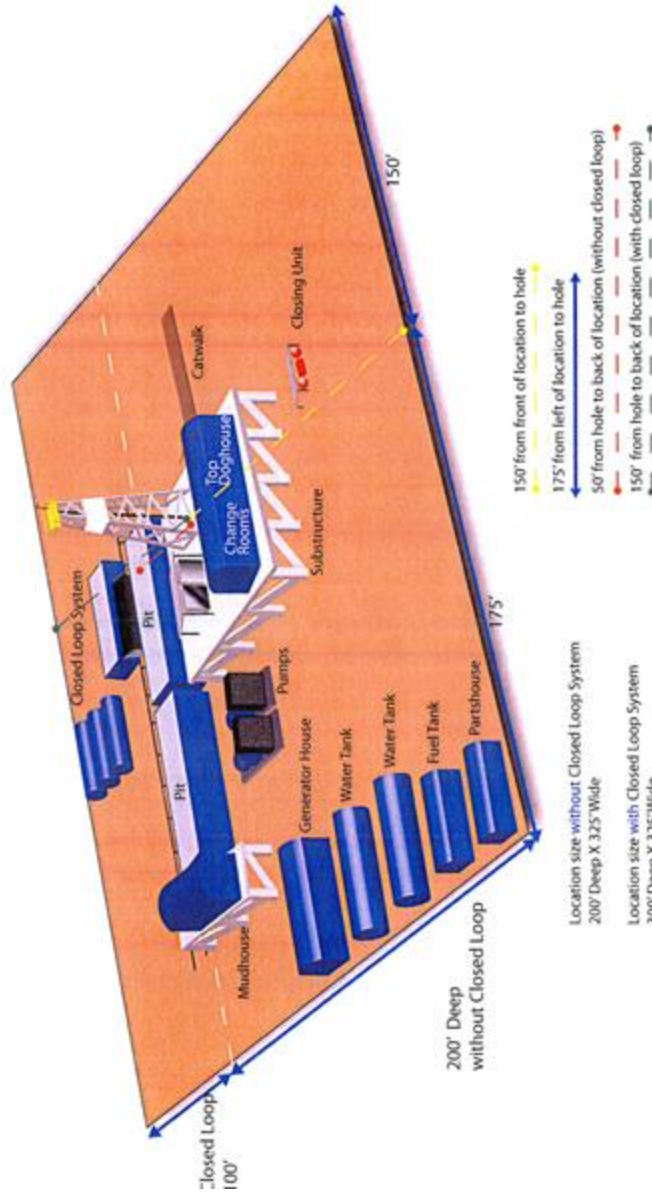 Closed Loop System
Pit
Pit
Catwalk
Top
Doghouse
Change
Rooms
Closing Unit
Substructure
Pumps
Mudhouse
Generator House
Water Tank
Water Tank
Fuel Tank
Partshouse
Closed Loop
100'
200' Deep
without Closed Loop
175'
150'
Location size without Closed Loop System
200' Deep X 325' Wide
Location size with Closed Loop System
300' Deep X 325' Wide
150' from front of location to hole
175' from left of location to hole
50' from hole to back of location (without closed loop)
150' from hole to back of location (with closed loop)